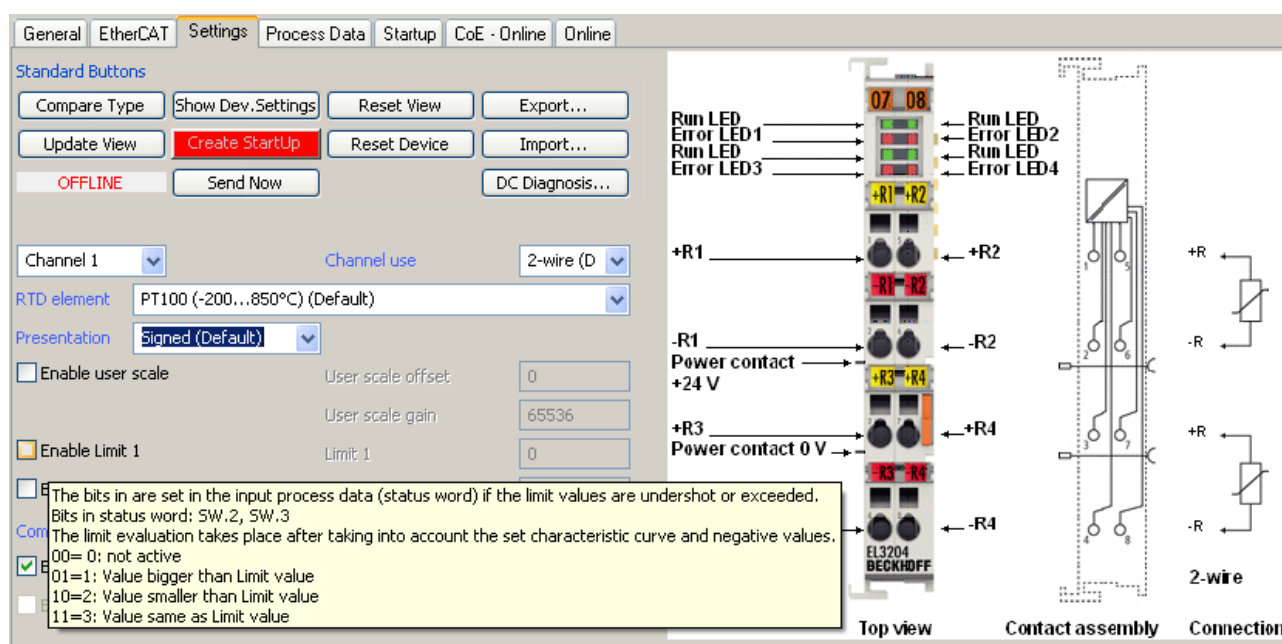 General EtherCAT Settings Process Data Startup CoE - Online Online
Standard Buttons
Compare Type Show Dev.Settings Reset View Export...
Update View Create StartUp Reset Device Import...
OFFLINE Send Now DC Diagnosis...
Channel 1 Channel use 2-wire (D
RTD element PT100 (-200...850°C) (Default)
Presentation Signed (Default)
Enable user scale User scale offset 0
User scale gain 65536
Enable Limit 1 Limit 1 0
The bits in are set in the input process data (status word) if the limit values are undershot or exceeded.
Bits in status word: SW.2, SW.3
The limit evaluation takes place after taking into account the set characteristic curve and negative values.
00= 0: not active
01=1: Value bigger than Limit value
10=2: Value smaller than Limit value
11=3: Value same as Limit value
Com
07 08
Run LED Run LED
Error LED1 Error LED2
Run LED Run LED
Error LED3 Error LED4
+R1 +R2
+R1 +R2
-R1 -R2
-R1 -R2
Power contact
+24 V
+R3 +R4
+R3 +R4
Power contact 0 V
-R3 -R4
-R4
EL3204
BECKHOFF
Top view
1 5
2 6
3 7
4 8
Contact assembly
+R
-R
+R
-R
2-wire
Connection